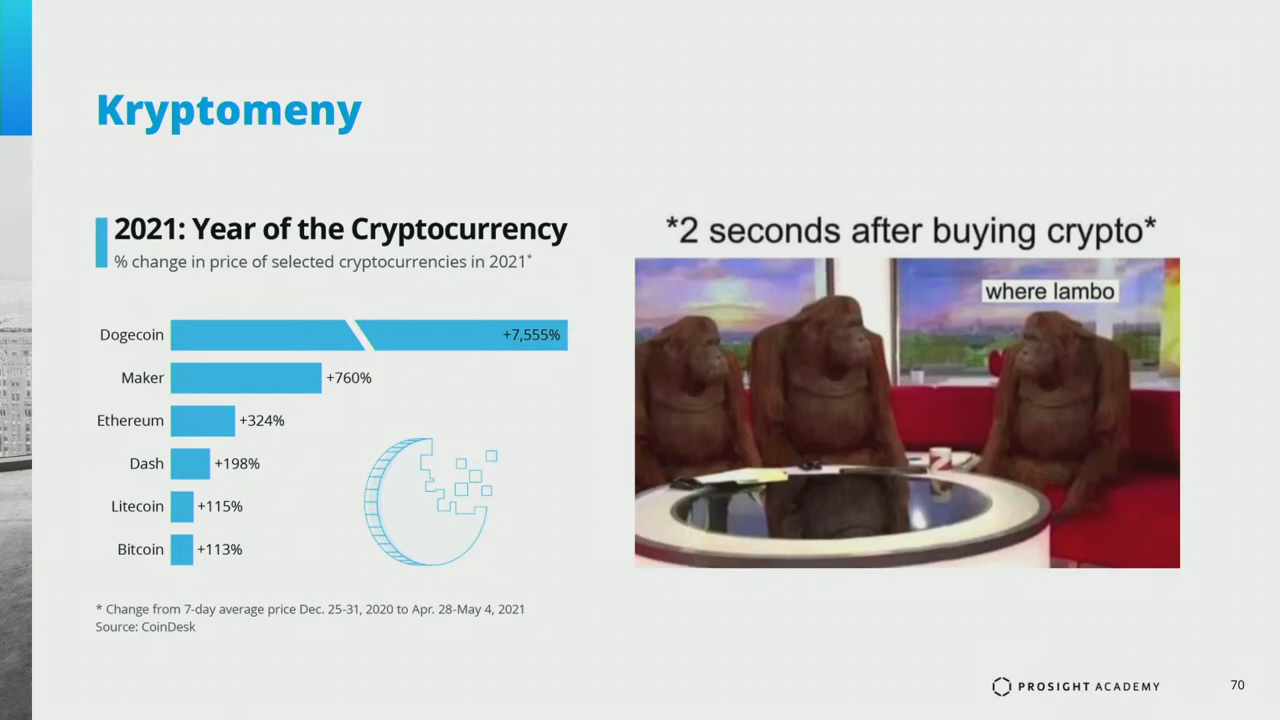 Kryptomeny
2021: Year of the Cryptocurrency
% change in price of selected cryptocurrencies in 2021*
Dogecoin +7,555%
Maker +760%
Ethereum +324%
Dash +198%
Litecoin +115%
Bitcoin +113%
* Change from 7-day average price Dec. 25-31, 2020 to Apr. 28-May 4, 2021
Source: CoinDesk
*2 seconds after buying crypto*
where lambo
PROSIGHT ACADEMY
70